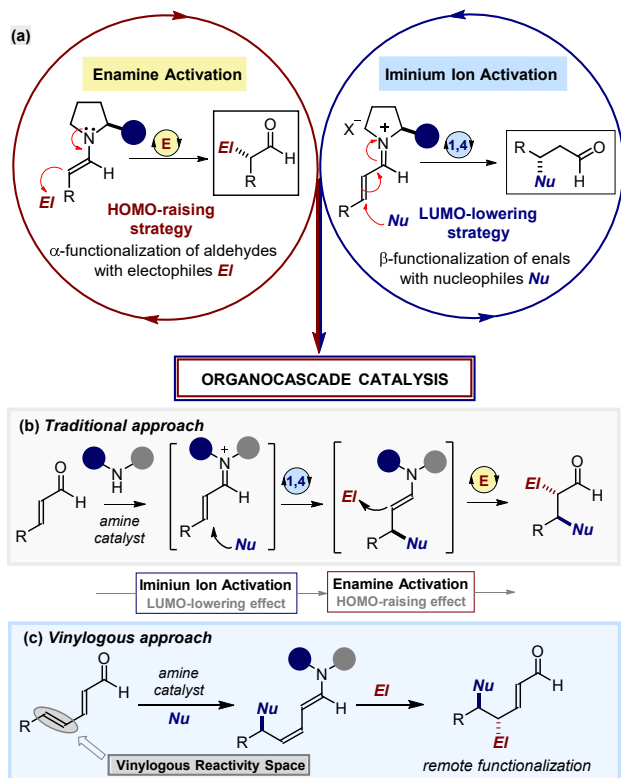 (a)
Enamine Activation
Iminium Ion Activation
N
H
R
El
E
El
O
H
R
HOMO-raising
strategy
α-functionalization of aldehydes
with electophiles El
X⁻
N
+
H
R
Nu
1,4
R
O
H
Nu
LUMO-lowering
strategy
β-functionalization of enals
with nucleophiles Nu
ORGANOCASCADE CATALYSIS
(b) Traditional approach
O
H
R
N
H
amine
catalyst
+
N
H
R
Nu
1,4
N
El
H
R
Nu
E
El
O
H
R
Nu
Iminiun Ion Activation
LUMO-lowering effect
Enamine Activation
HOMO-raising effect
(c) Vinylogous approach
O
H
R
Vinylogous Reactivity Space
amine
catalyst
Nu
N
H
Nu
R
El
Nu
R
El
O
H
remote functionalization